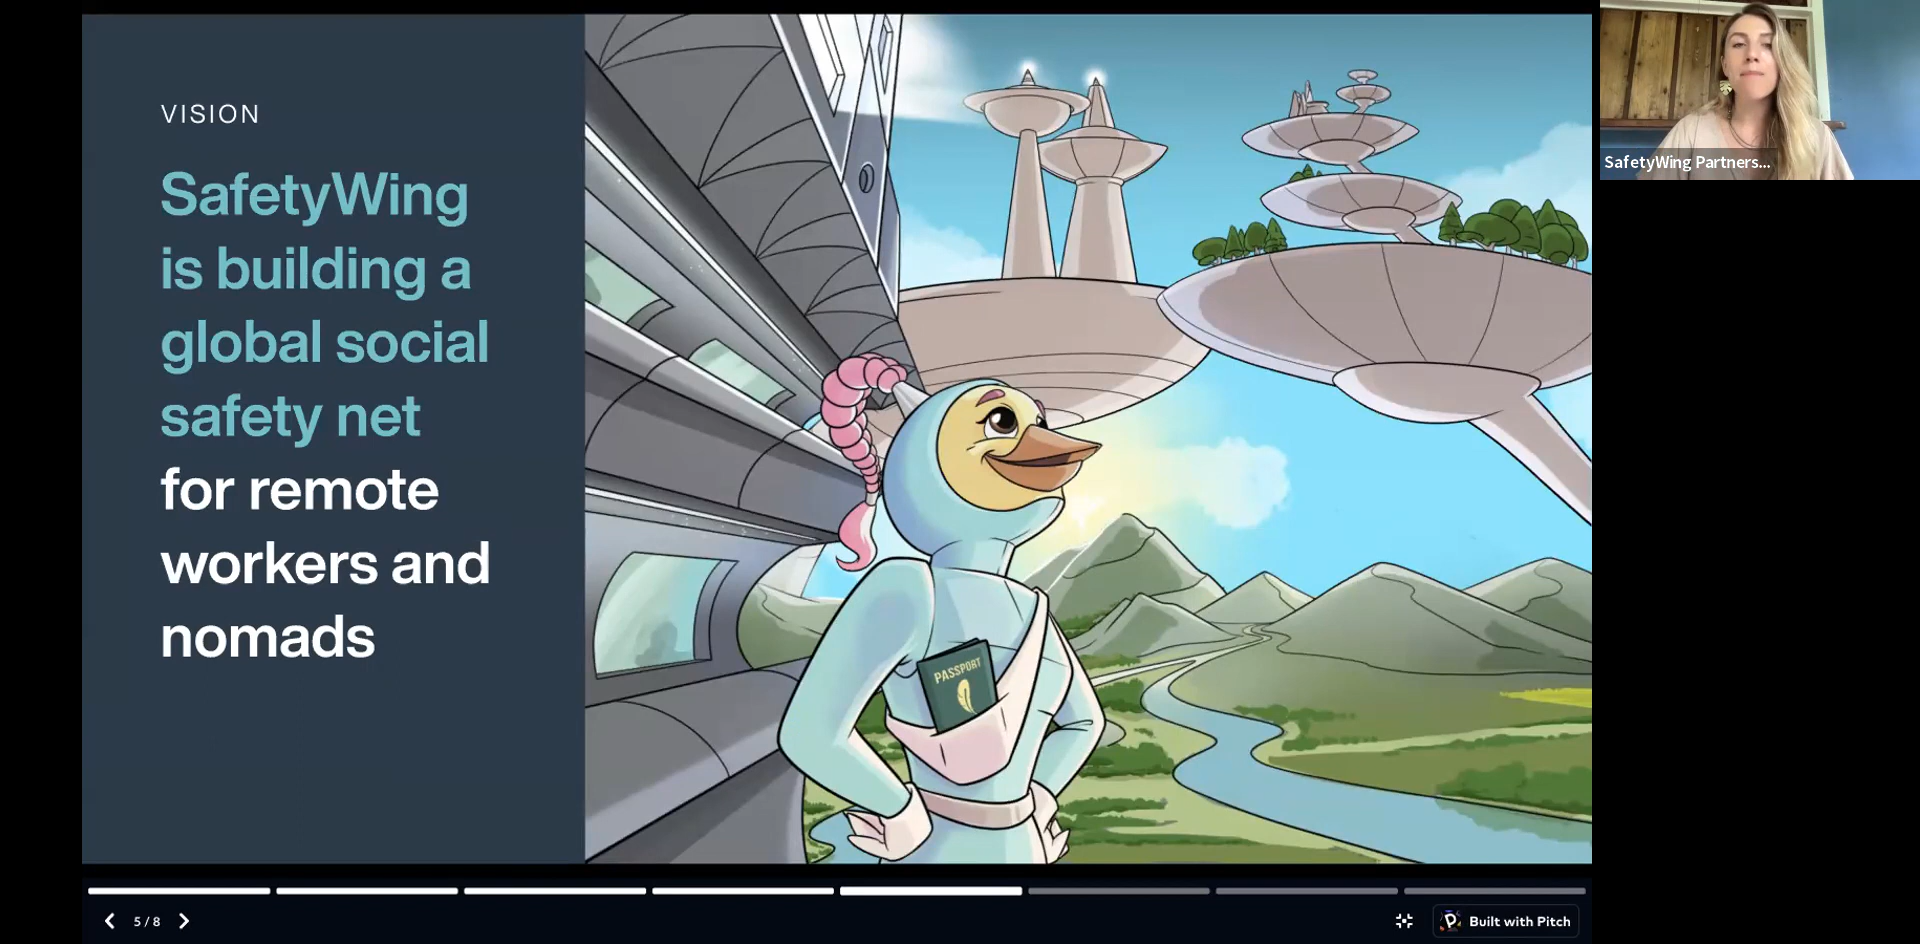 VISION
SafetyWing
is building a
global social
safety net
for remote
workers and
nomads
PASSPORT
SafetyWing Partners...
5 / 8
Built with Pitch